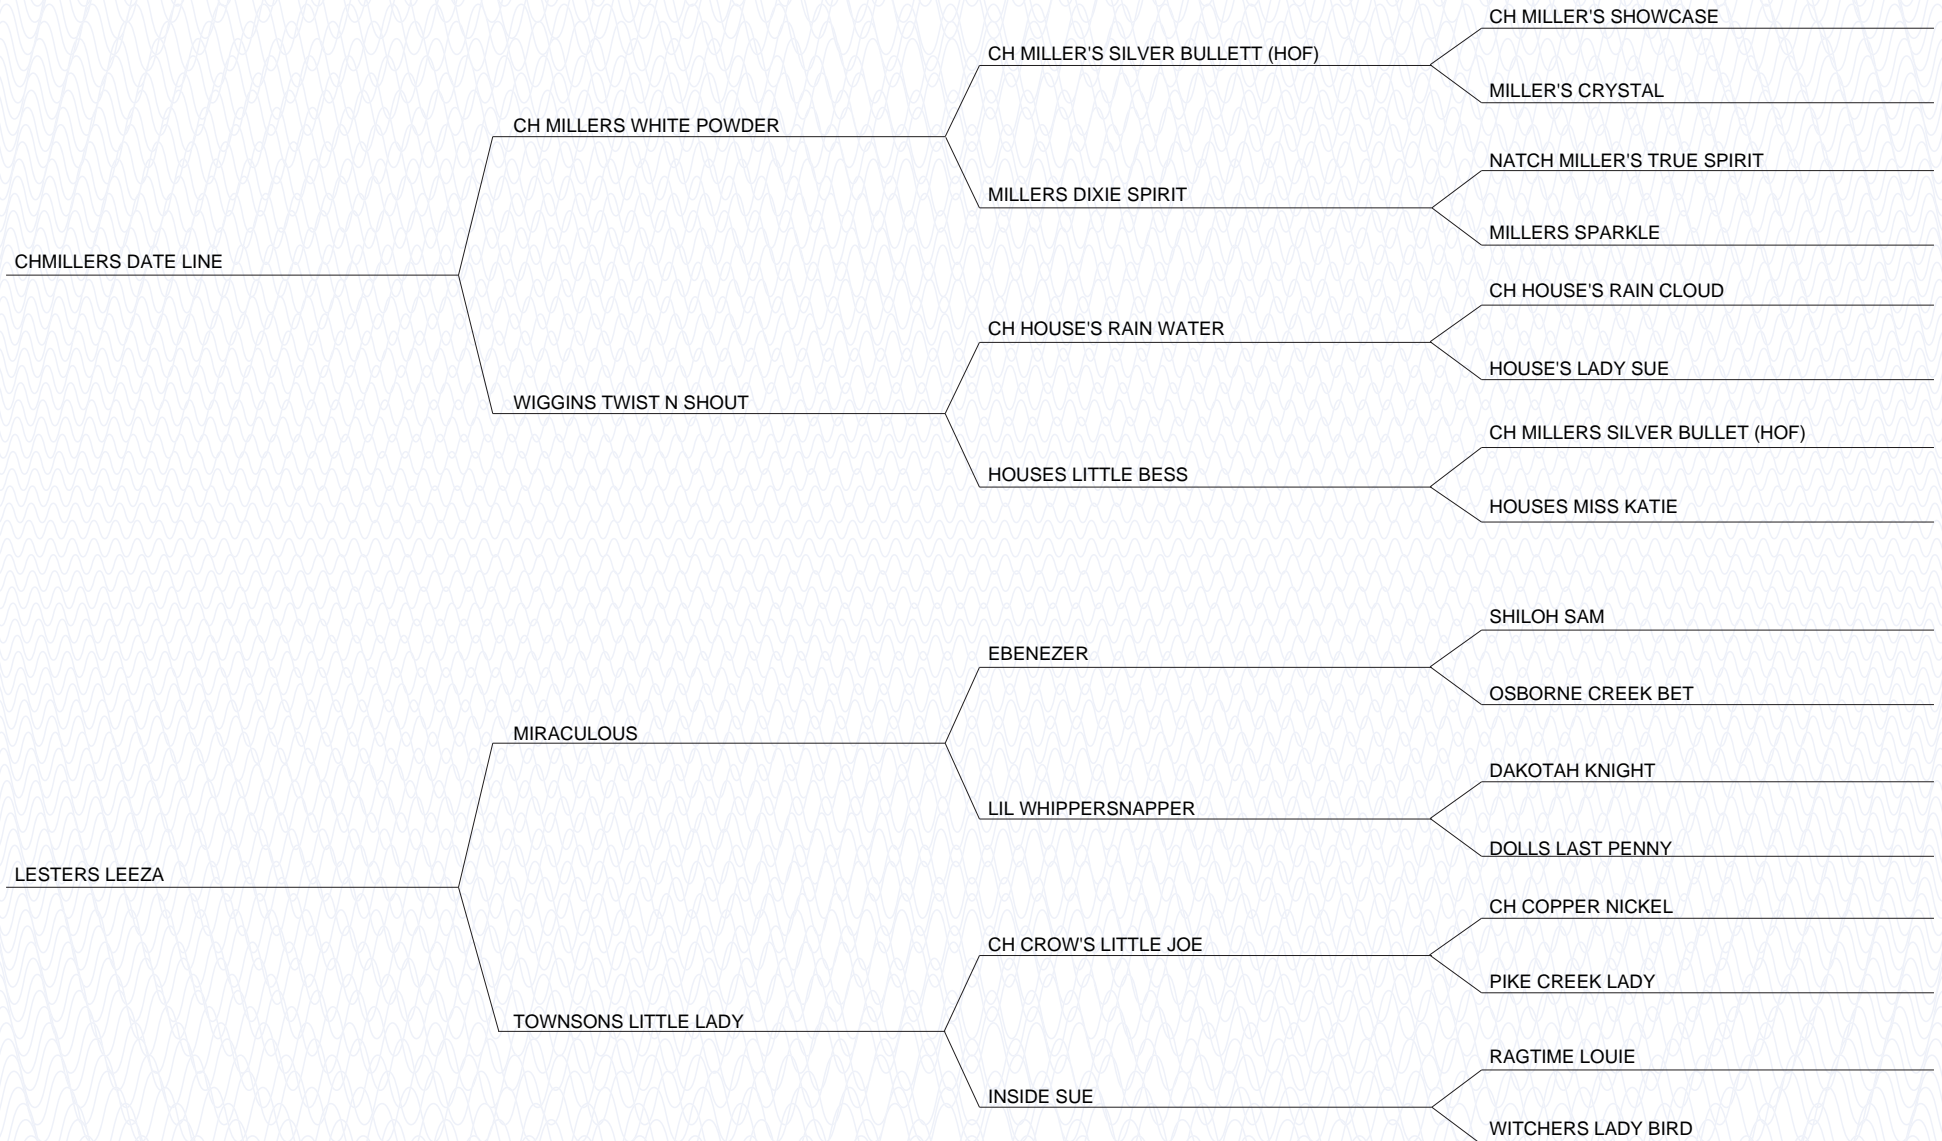 CH MILLER'S SHOWCASE
CH MILLER'S SILVER BULLETT (HOF)
MILLER'S CRYSTAL
CH MILLERS WHITE POWDER
NATCH MILLER'S TRUE SPIRIT
MILLERS DIXIE SPIRIT
MILLERS SPARKLE
CHMILLERS DATE LINE
CH HOUSE'S RAIN CLOUD
CH HOUSE'S RAIN WATER
HOUSE'S LADY SUE
WIGGINS TWIST N SHOUT
CH MILLERS SILVER BULLET (HOF)
HOUSES LITTLE BESS
HOUSES MISS KATIE
SHILOH SAM
EBENEZER
OSBORNE CREEK BET
MIRACULOUS
DAKOTAH KNIGHT
LIL WHIPPERSNAPPER
DOLLS LAST PENNY
LESTERS LEEZA
CH COPPER NICKEL
CH CROW'S LITTLE JOE
PIKE CREEK LADY
TOWNSONS LITTLE LADY
RAGTIME LOUIE
INSIDE SUE
WITCHERS LADY BIRD